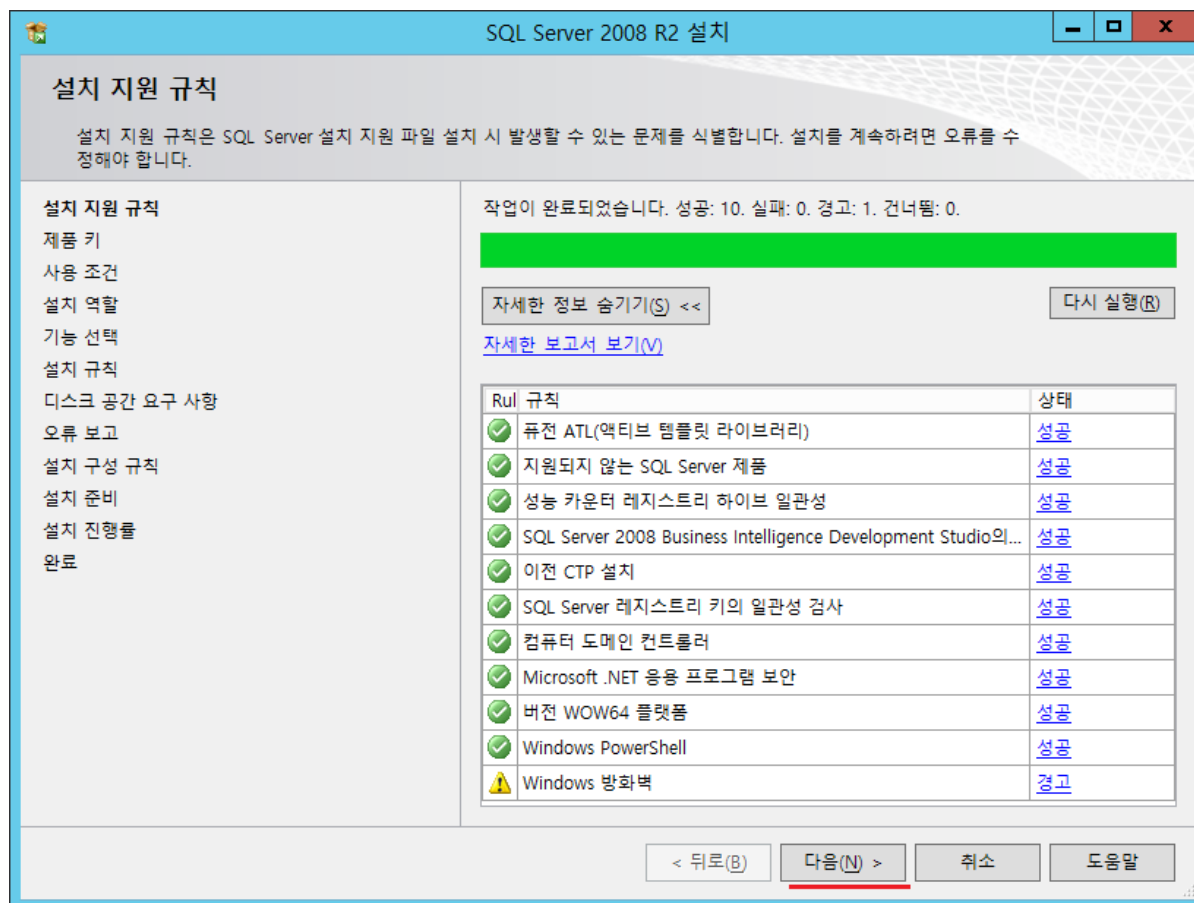 SQL Server 2008 R2 설치
설치 지원 규칙
설치 지원 규칙은 SQL Server 설치 지원 파일 설치 시 발생할 수 있는 문제를 식별합니다. 설치를 계속하려면 오류를 수
정해야 합니다.
설치 지원 규칙
제품 키
사용 조건
설치 역할
기능 선택
설치 규칙
디스크 공간 요구 사항
오류 보고
설치 구성 규칙
설치 준비
설치 진행률
완료
작업이 완료되었습니다. 성공: 10. 실패: 0. 경고: 1. 건너뜀: 0.
자세한 정보 숨기기(S) << 다시 실행(R)
자세한 보고서 보기(V)
Rul 규칙 상태
퓨전 ATL(액티브 템플릿 라이브러리) 성공
지원되지 않는 SQL Server 제품 성공
성능 카운터 레지스트리 하이브 일관성 성공
SQL Server 2008 Business Intelligence Development Studio의... 성공
이전 CTP 설치 성공
SQL Server 레지스트리 키의 일관성 검사 성공
컴퓨터 도메인 컨트롤러 성공
Microsoft .NET 응용 프로그램 보안 성공
버전 WOW64 플랫폼 성공
Windows PowerShell 성공
Windows 방화벽 경고
< 뒤로(B) 다음(N) > 취소 도움말